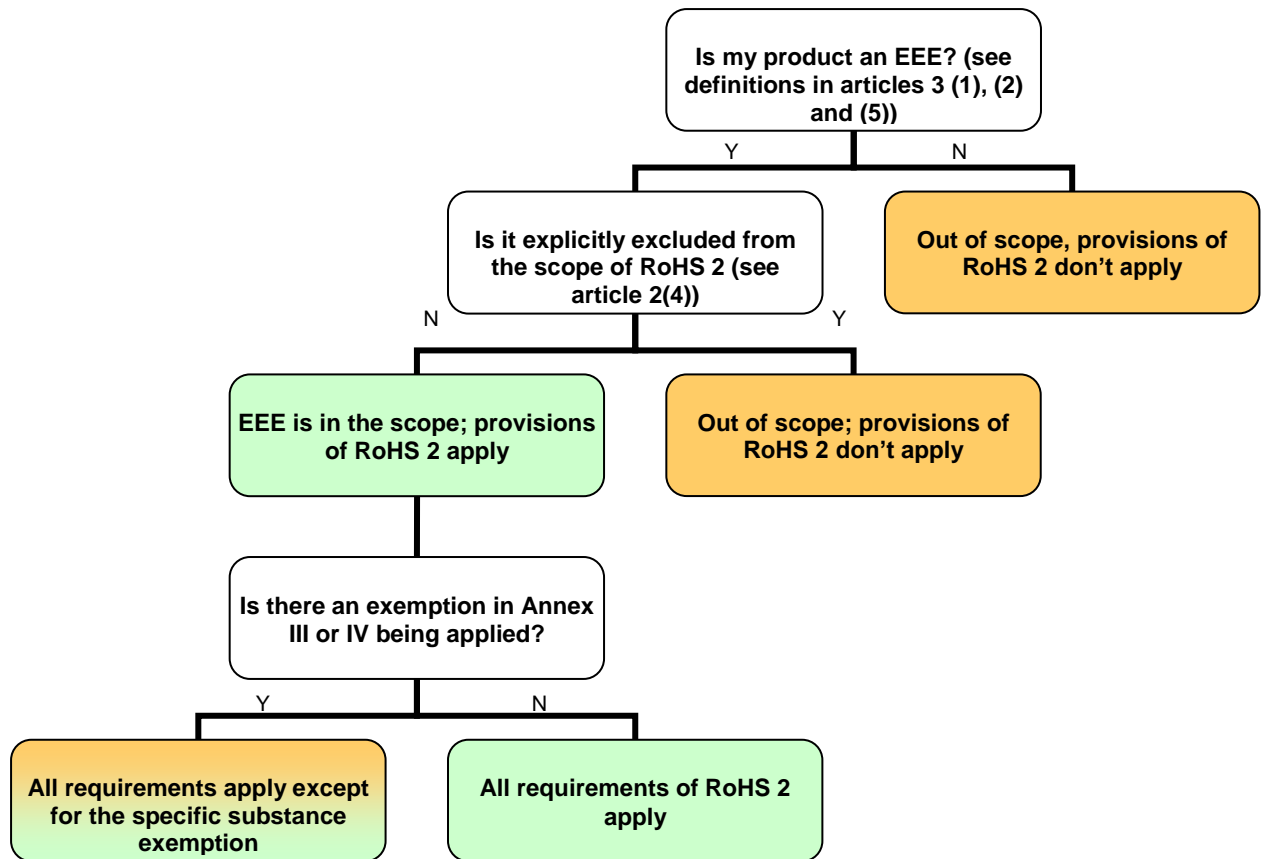 Is my product an EEE? (see
definitions in articles 3 (1), (2)
and (5))
Y
N
Is it explicitly excluded from
the scope of RoHS 2 (see
article 2(4))
Out of scope, provisions of
RoHS 2 don’t apply
N
Y
EEE is in the scope; provisions
of RoHS 2 apply
Out of scope; provisions of
RoHS 2 don’t apply
Is there an exemption in Annex
III or IV being applied?
Y
N
All requirements apply except
for the specific substance
exemption
All requirements of RoHS 2
apply